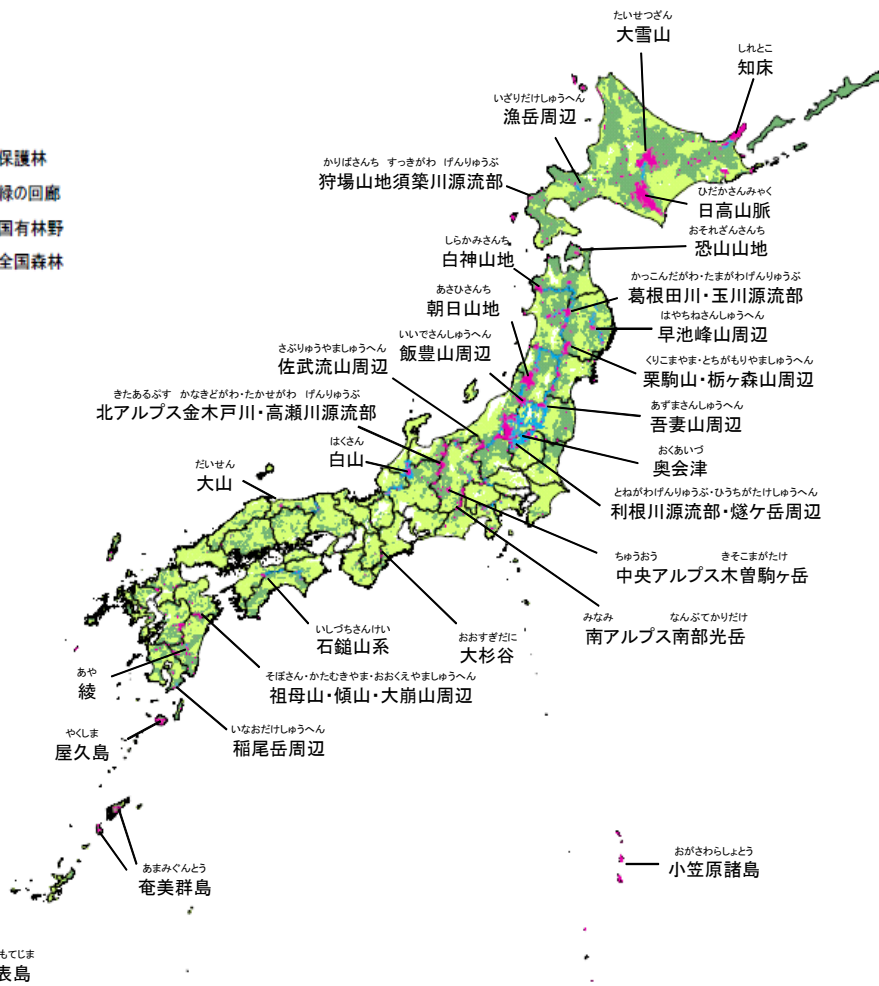 たいせつざん
大雪山
しれとこ
知床
いざりだけしゅうへん
漁岳周辺
保護林
緑の回廊
国有林野
全国森林
かりばさんち すっきがわ げんりゅうぶ
狩場山地須築川源流部
ひだかさんみゃく
日高山脈
おそれざんさんち
恐山山地
しらかみさんち
白神山地
かっこんだがわ・たまがわげんりゅうぶ
葛根田川・玉川源流部
あさひさんち
朝日山地
はやちねさんしゅうへん
早池峰山周辺
いいでさんしゅうへん
飯豊山周辺
さぶりゅうやましゅうへん
佐武流山周辺
くりこまやま・とちがもりやましゅうへん
栗駒山・栃ヶ森山周辺
きたあるぷす かなきどがわ・たかせがわ げんりゅうぶ
北アルプス金木戸川・高瀬川源流部
あずまさんしゅうへん
吾妻山周辺
はくさん
白山
おくあいづ
奥会津
だいせん
大山
とねがわげんりゅうぶ・ひうちがたけしゅうへん
利根川源流部・燧ケ岳周辺
ちゅうおう きそこまがたけ
中央アルプス木曽駒ヶ岳
みなみ なんぶてかりだけ
南アルプス南部光岳
いしづちさんけい
石鎚山系
おおすぎだに
大杉谷
あや
綾
そぼさん・かたむきやま・おおくえやましゅうへん
祖母山・傾山・大崩山周辺
いなおだけしゅうへん
稲尾岳周辺
やくしま
屋久島
あまみぐんとう
奄美群島
おがさわらしょとう
小笠原諸島
もてじま
表島